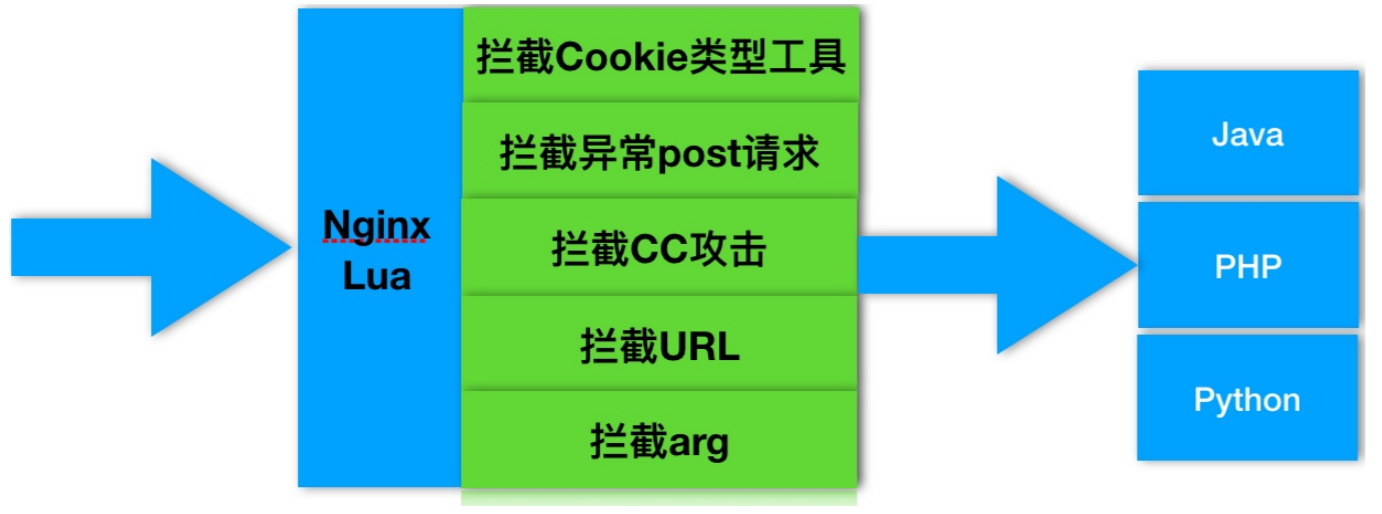 拦截Cookie类型工具
拦截异常post请求
Nginx
Lua
拦截CC攻击
拦截URL
拦截arg
Java
PHP
Python